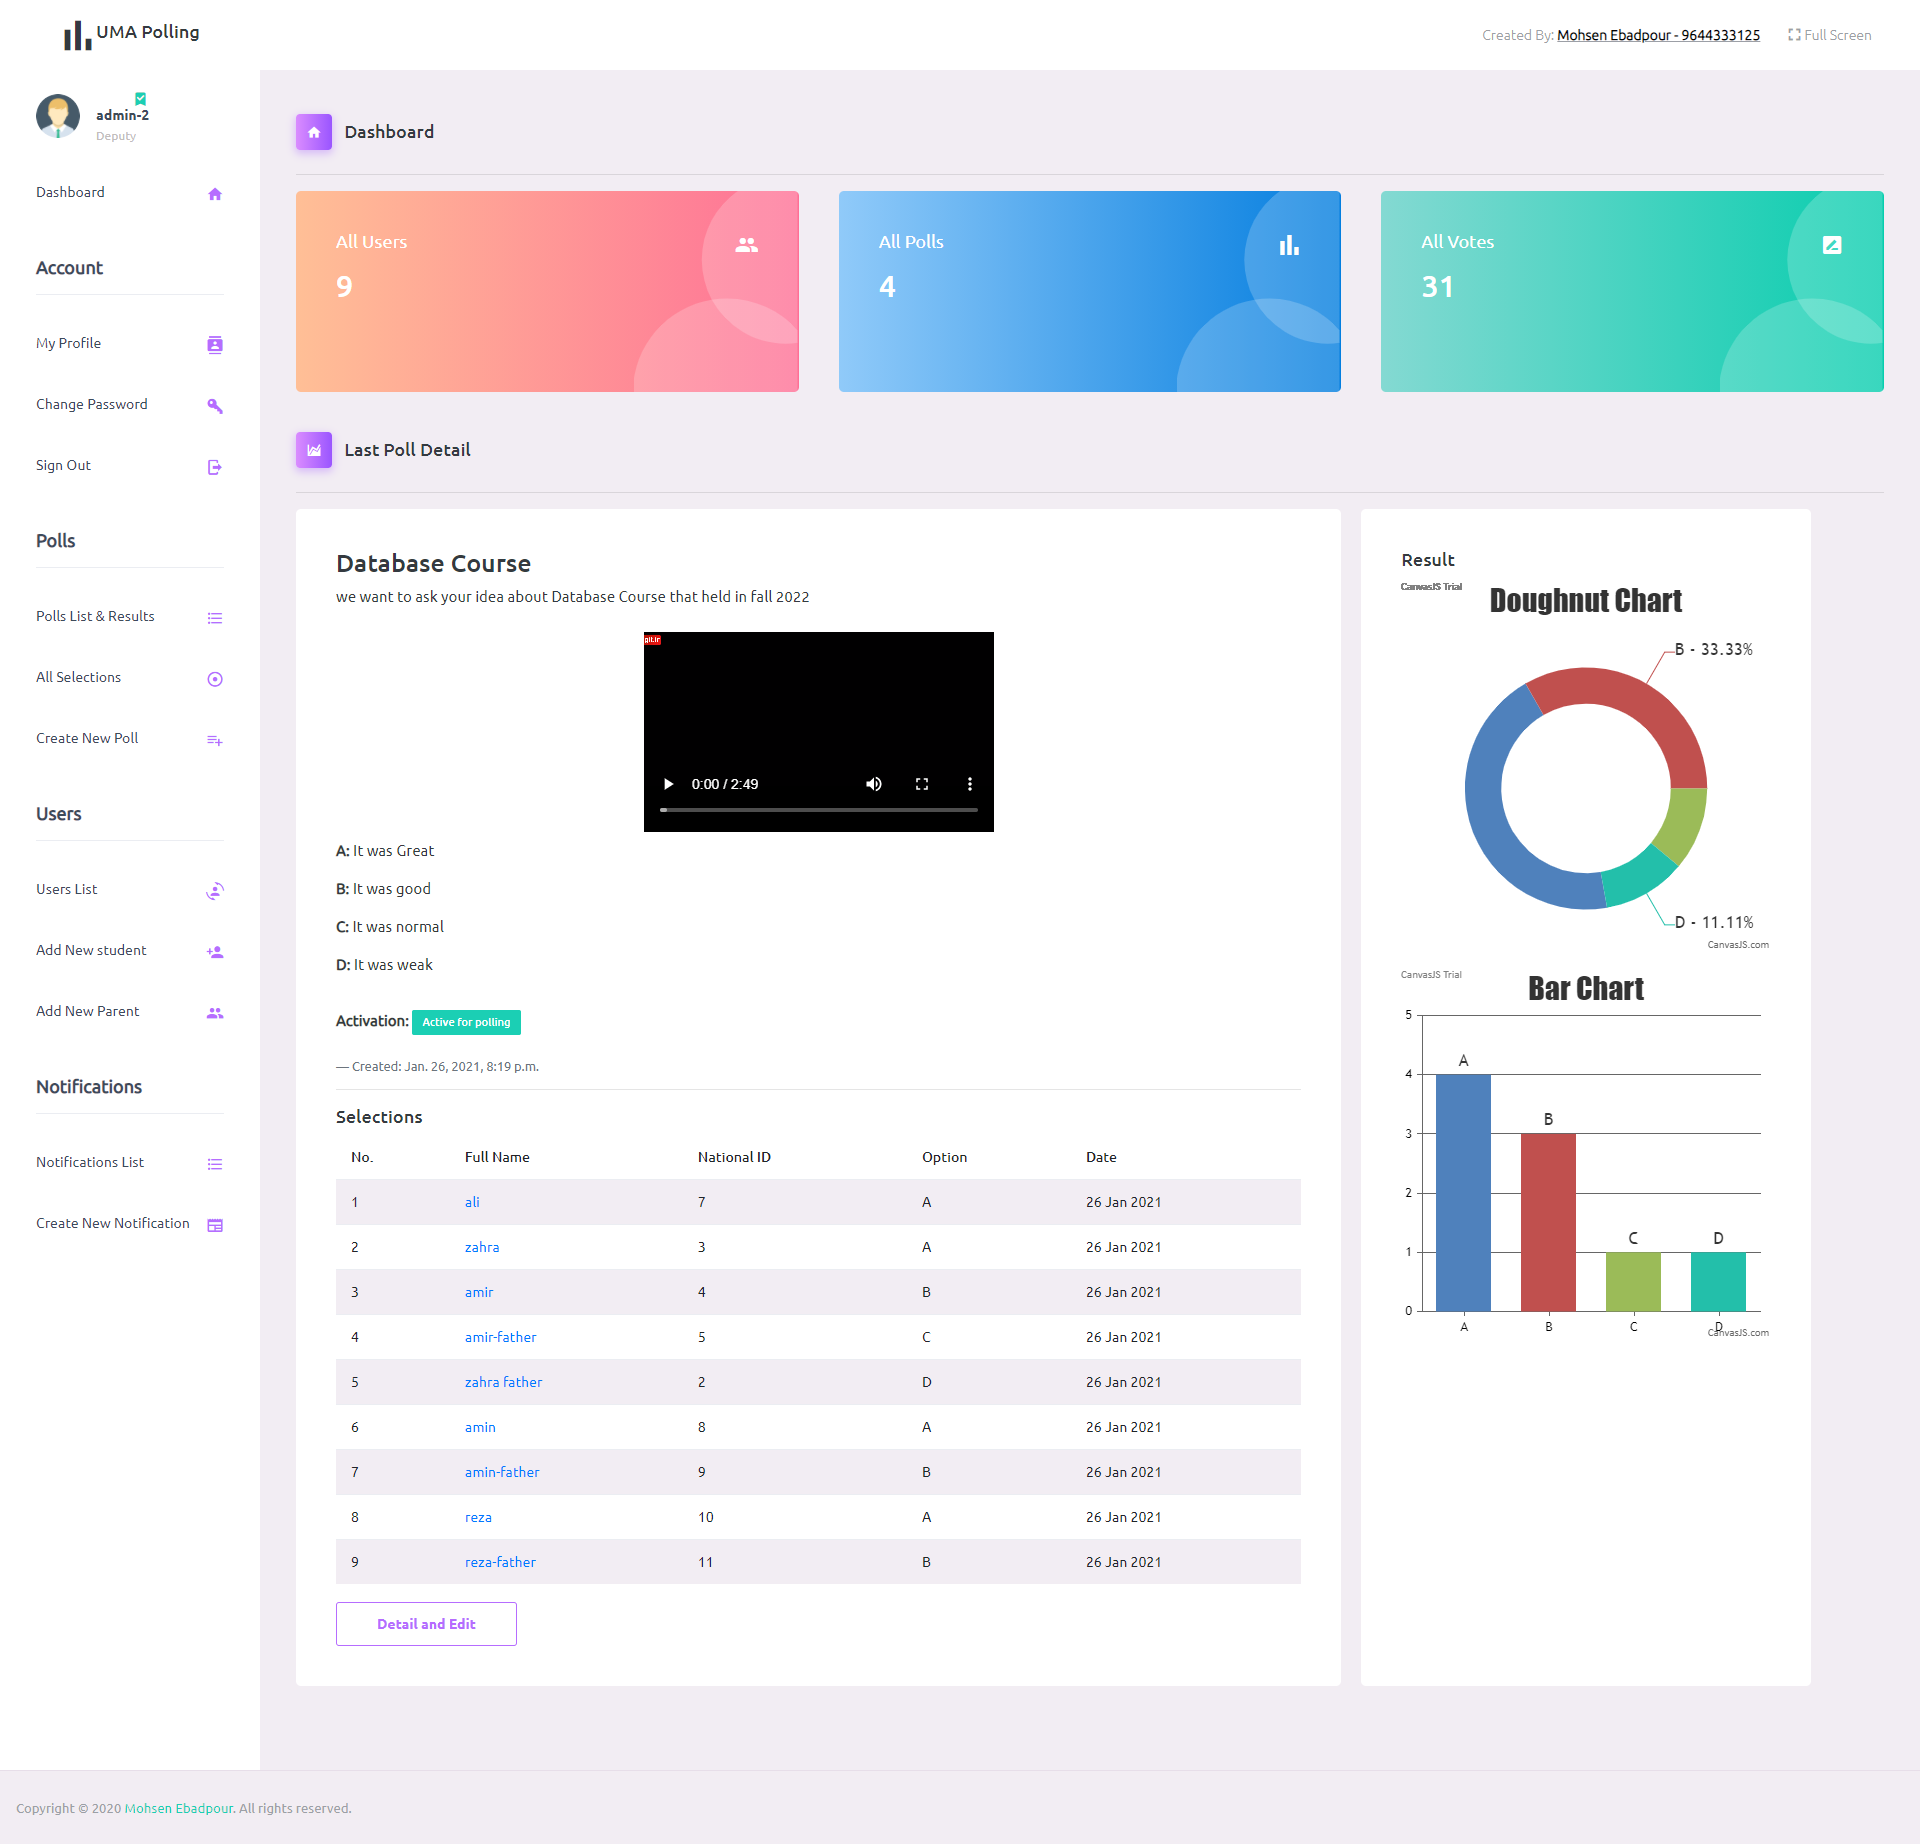 UMA Polling
Created By: Mohsen Ebadpour - 9644333125
Full Screen
admin-2
Deputy
Dashboard
Account
My Profile
Change Password
Sign Out
Polls
Polls List & Results
All Selections
Create New Poll
Users
Users List
Add New student
Add New Parent
Notifications
Notifications List
Create New Notification
Dashboard
All Users
9
All Polls
4
All Votes
31
Last Poll Detail
Database Course
we want to ask your idea about Database Course that held in fall 2022
git.ir
0:00 / 2:49
A: It was Great
B: It was good
C: It was normal
D: It was weak
Activation: Active for polling
— Created: Jan. 26, 2021, 8:19 p.m.
Selections
No. Full Name National ID Option Date
1 ali 7 A 26 Jan 2021
2 zahra 3 A 26 Jan 2021
3 amir 4 B 26 Jan 2021
4 amir-father 5 C 26 Jan 2021
5 zahra father 2 D 26 Jan 2021
6 amin 8 A 26 Jan 2021
7 amin-father 9 B 26 Jan 2021
8 reza 10 A 26 Jan 2021
9 reza-father 11 B 26 Jan 2021
Detail and Edit
Result
CanvasJS Trial
Doughnut Chart
B - 33.33%
D - 11.11%
CanvasJS.com
CanvasJS Trial
Bar Chart
5
A
4
B
3
2
C D
1
0
A B C D
CanvasJS.com
Copyright © 2020 Mohsen Ebadpour. All rights reserved.